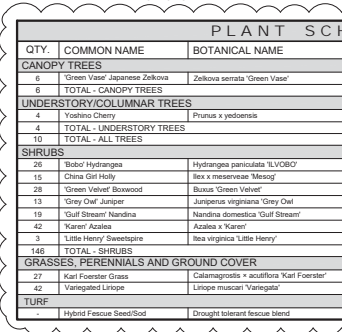 PLANT SCH
QTY. COMMON NAME BOTANICAL NAME
CANOPY TREES
6 'Green Vase' Japanese Zelkova Zelkova serrata 'Green Vase'
6 TOTAL - CANOPY TREES
UNDERSTORY/COLUMNAR TREES
4 Yoshino Cherry Prunus x yedoensis
4 TOTAL - UNDERSTORY TREES
10 TOTAL - ALL TREES
SHRUBS
26 'Bobo' Hydrangea Hydrangea paniculata 'ILVOBO'
15 China Girl Holly Ilex x meserveae 'Mesog'
28 'Green Velvet' Boxwood Buxus 'Green Velvet'
13 'Grey Owl' Juniper Juniperus virginiana 'Grey Owl
19 'Gulf Stream' Nandina Nandina domestica 'Gulf Stream'
42 'Karen' Azalea Azalea x 'Karen'
3 'Little Henry' Sweetspire Itea virginica 'Little Henry'
146 TOTAL - SHRUBS
GRASSES, PERENNIALS AND GROUND COVER
27 Karl Foerster Grass Calamagrostis × acutiflora 'Karl Foerster'
42 Variegated Liriope Liriope muscari 'Variegata'
TURF
- Hybrid Fescue Seed/Sod Drought tolerant fescue blend